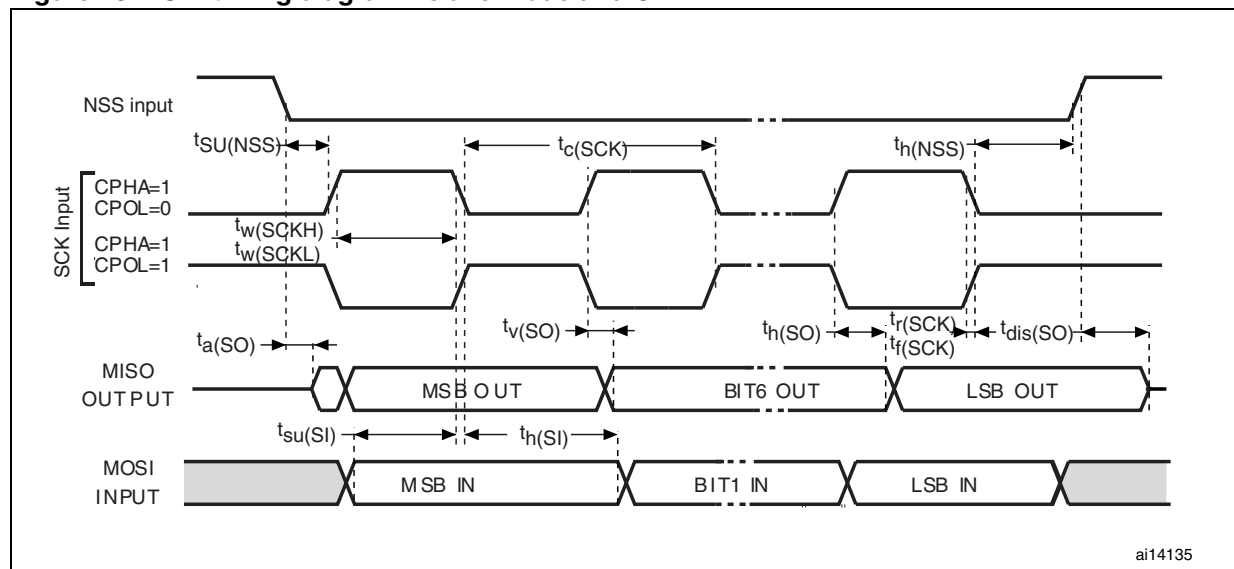 NSS input
tSU(NSS)
tc(SCK)
th(NSS)
SCK Input
CPHA=1
CPOL=0
tw(SCKH)
CPHA=1
tw(SCKL)
CPOL=1
tv(SO)
th(SO)
tr(SCK)
tf(SCK)
tdis(SO)
ta(SO)
MISO
OUTPUT
MSB OUT
BIT6 OUT
LSB OUT
tsu(SI)
th(SI)
MOSI
INPUT
MSB IN
BIT1 IN
LSB IN
ai14135